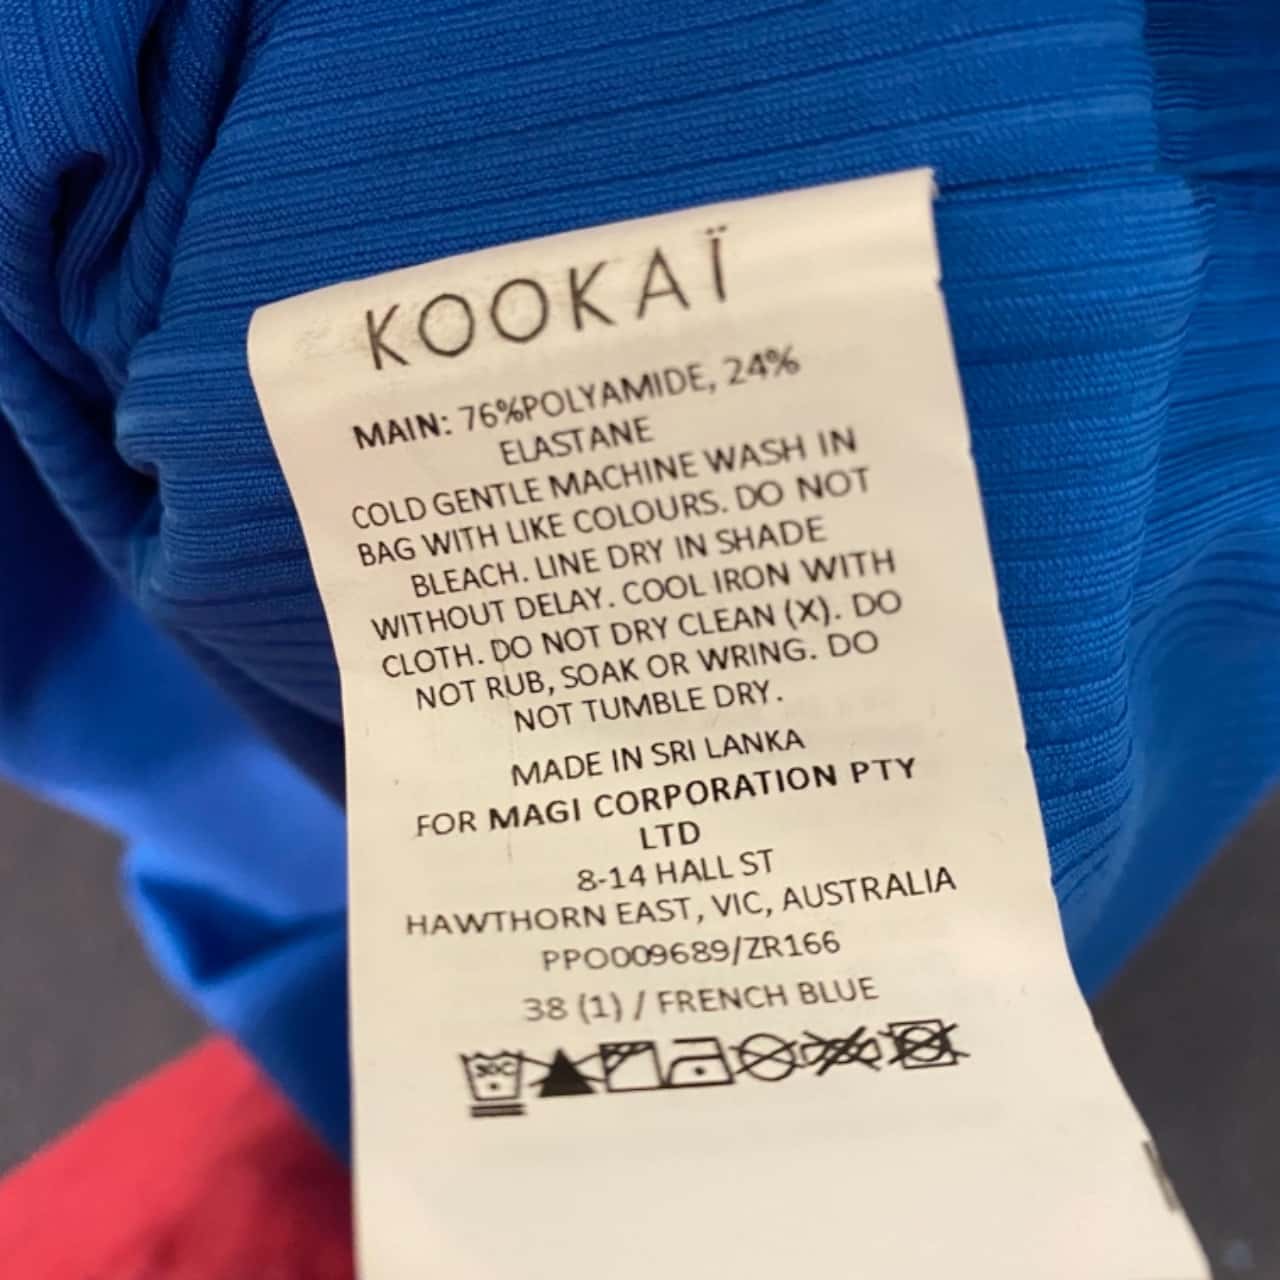 KOOKAÏ
MAIN: 76%POLYAMIDE, 24%
ELASTANE
COLD GENTLE MACHINE WASH IN
BAG WITH LIKE COLOURS. DO NOT
BLEACH. LINE DRY IN SHADE
WITHOUT DELAY. COOL IRON WITH
CLOTH. DO NOT DRY CLEAN (X). DO
NOT RUB, SOAK OR WRING. DO
NOT TUMBLE DRY.
MADE IN SRI LANKA
FOR MAGI CORPORATION PTY
LTD
8-14 HALL ST
HAWTHORN EAST, VIC, AUSTRALIA
PPO009689/ZR166
38 (1) / FRENCH BLUE
30C